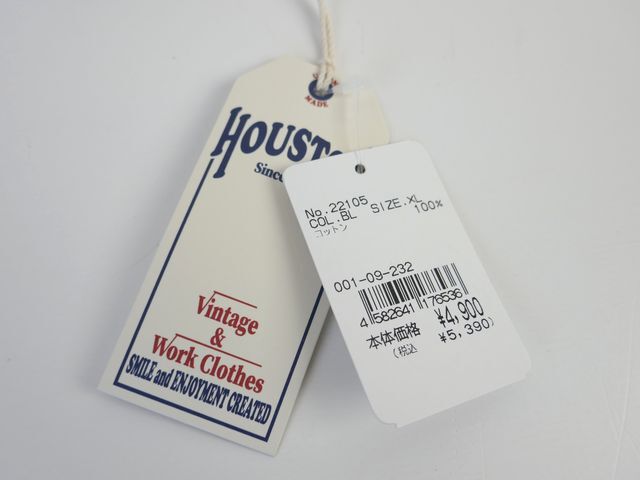 MADE
HOUSTO
Since
Vintage
&
Work Clothes
SMILE and ENJOYMENT CREATED
No.22105
COL.BL SIZE.XL
コットン 100%
001-09-232
4 582641 176536
本体価格 ¥4,900
(税込 ¥5,390)